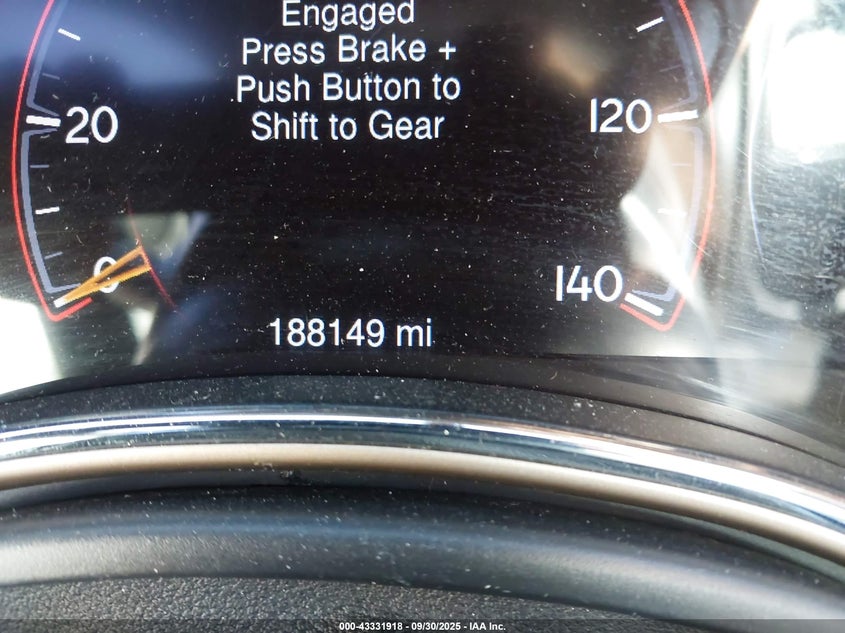 Engaged
Press Brake +
Push Button to
Shift to Gear
20
120
0
140
188149 mi
000-43331918 - 09/30/2025 - IAA Inc.